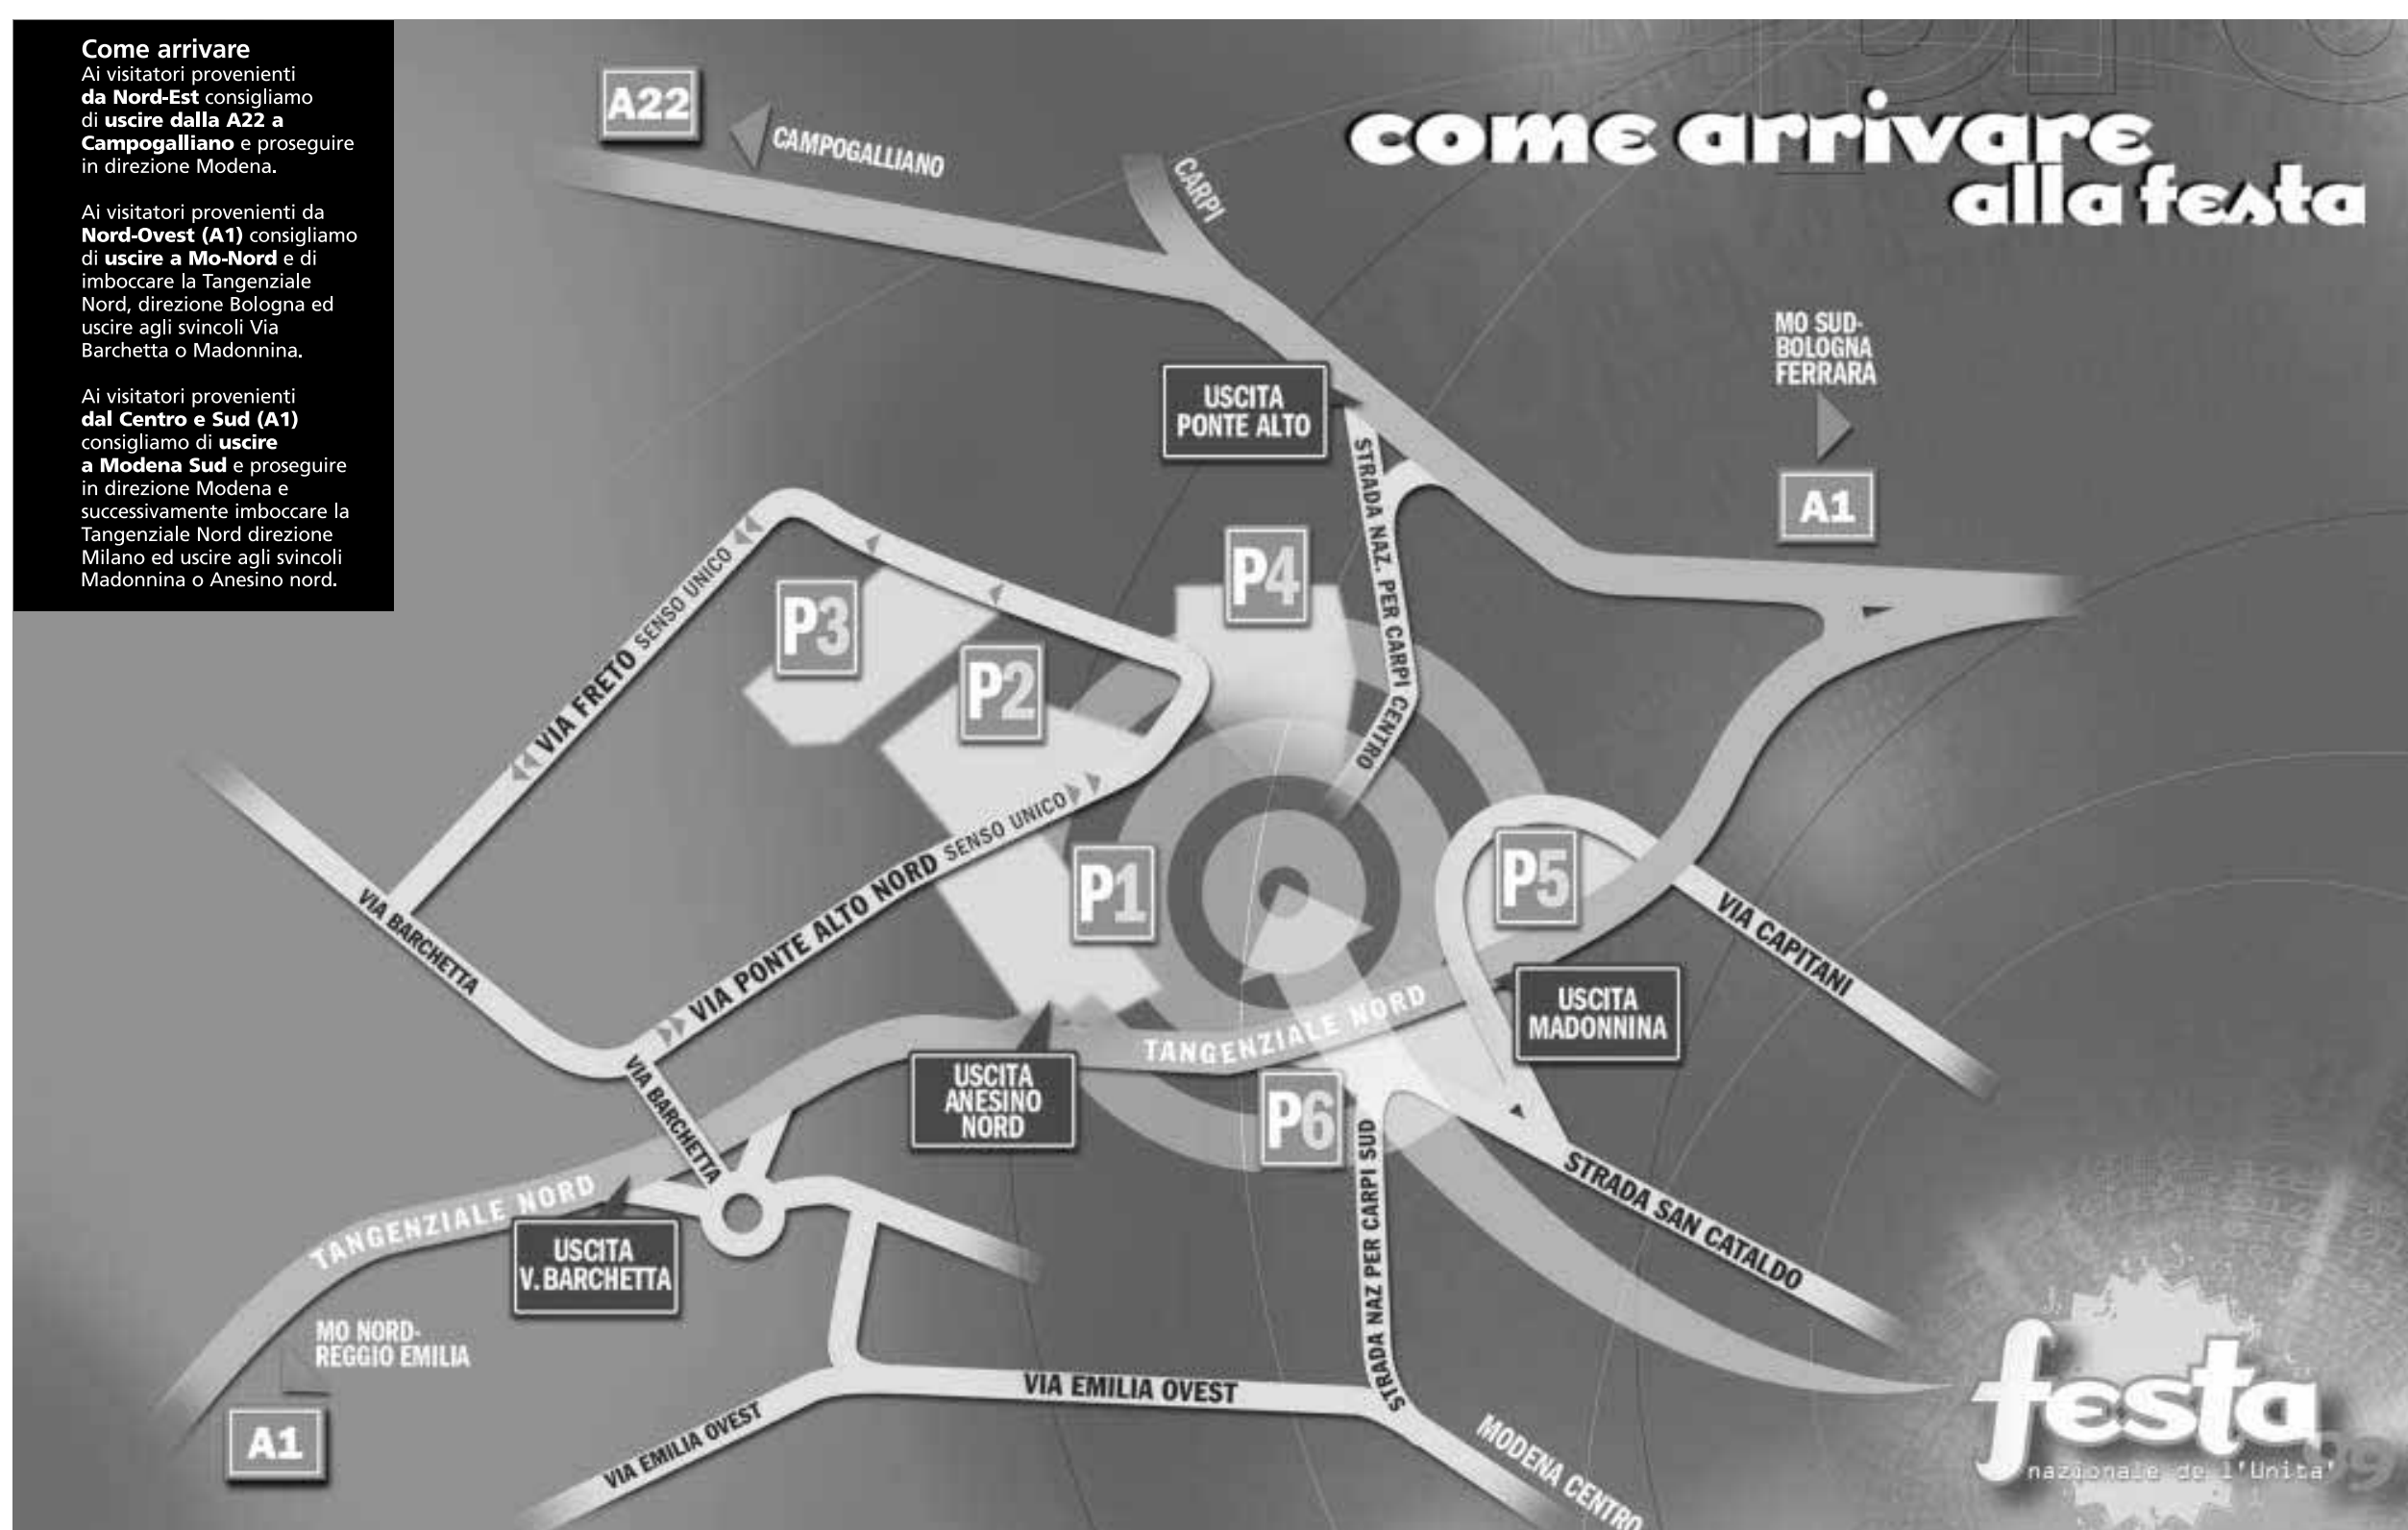 Come arrivare
Ai visitatori provenienti
da Nord-Est consigliamo
di uscire dalla A22 a
Campogalliano e proseguire
in direzione Modena.
Ai visitatori provenienti da
Nord-Ovest (A1) consigliamo
di uscire a Mo-Nord e di
imboccare la Tangenziale
Nord, direzione Bologna ed
uscire agli svincoli Via
Barchetta o Madonnina.
Ai visitatori provenienti
dal Centro e Sud (A1)
consigliamo di uscire
a Modena Sud e proseguire
in direzione Modena e
successivamente imboccare la
Tangenziale Nord direzione
Milano ed uscire agli svincoli
Madonnina o Anesino nord.
come arrivare
alla festa
A22
CAMPOGALLIANO
CARPI
MO SUD-
BOLOGNA
FERRARA
A1
USCITA
PONTE ALTO
STRADA NAZ. PER CARPI CENTRO
P4
P3
P2
VIA FRETO SENSO UNICO
VIA PONTE ALTO NORD SENSO UNICO
P1
P5
VIA BARCHETTA
VIA CAPITANI
USCITA
MADONNINA
TANGENZIALE NORD
USCITA
ANESINO
NORD
P6
VIA BARCHETTA
STRADA NAZ PER CARPI SUD
STRADA SAN CATALDO
TANGENZIALE NORD
USCITA
V. BARCHETTA
MO NORD-
REGGIO EMILIA
A1
VIA EMILIA OVEST
VIA EMILIA OVEST
MODENA CENTRO
festa
nazionale de l'Unita'
99